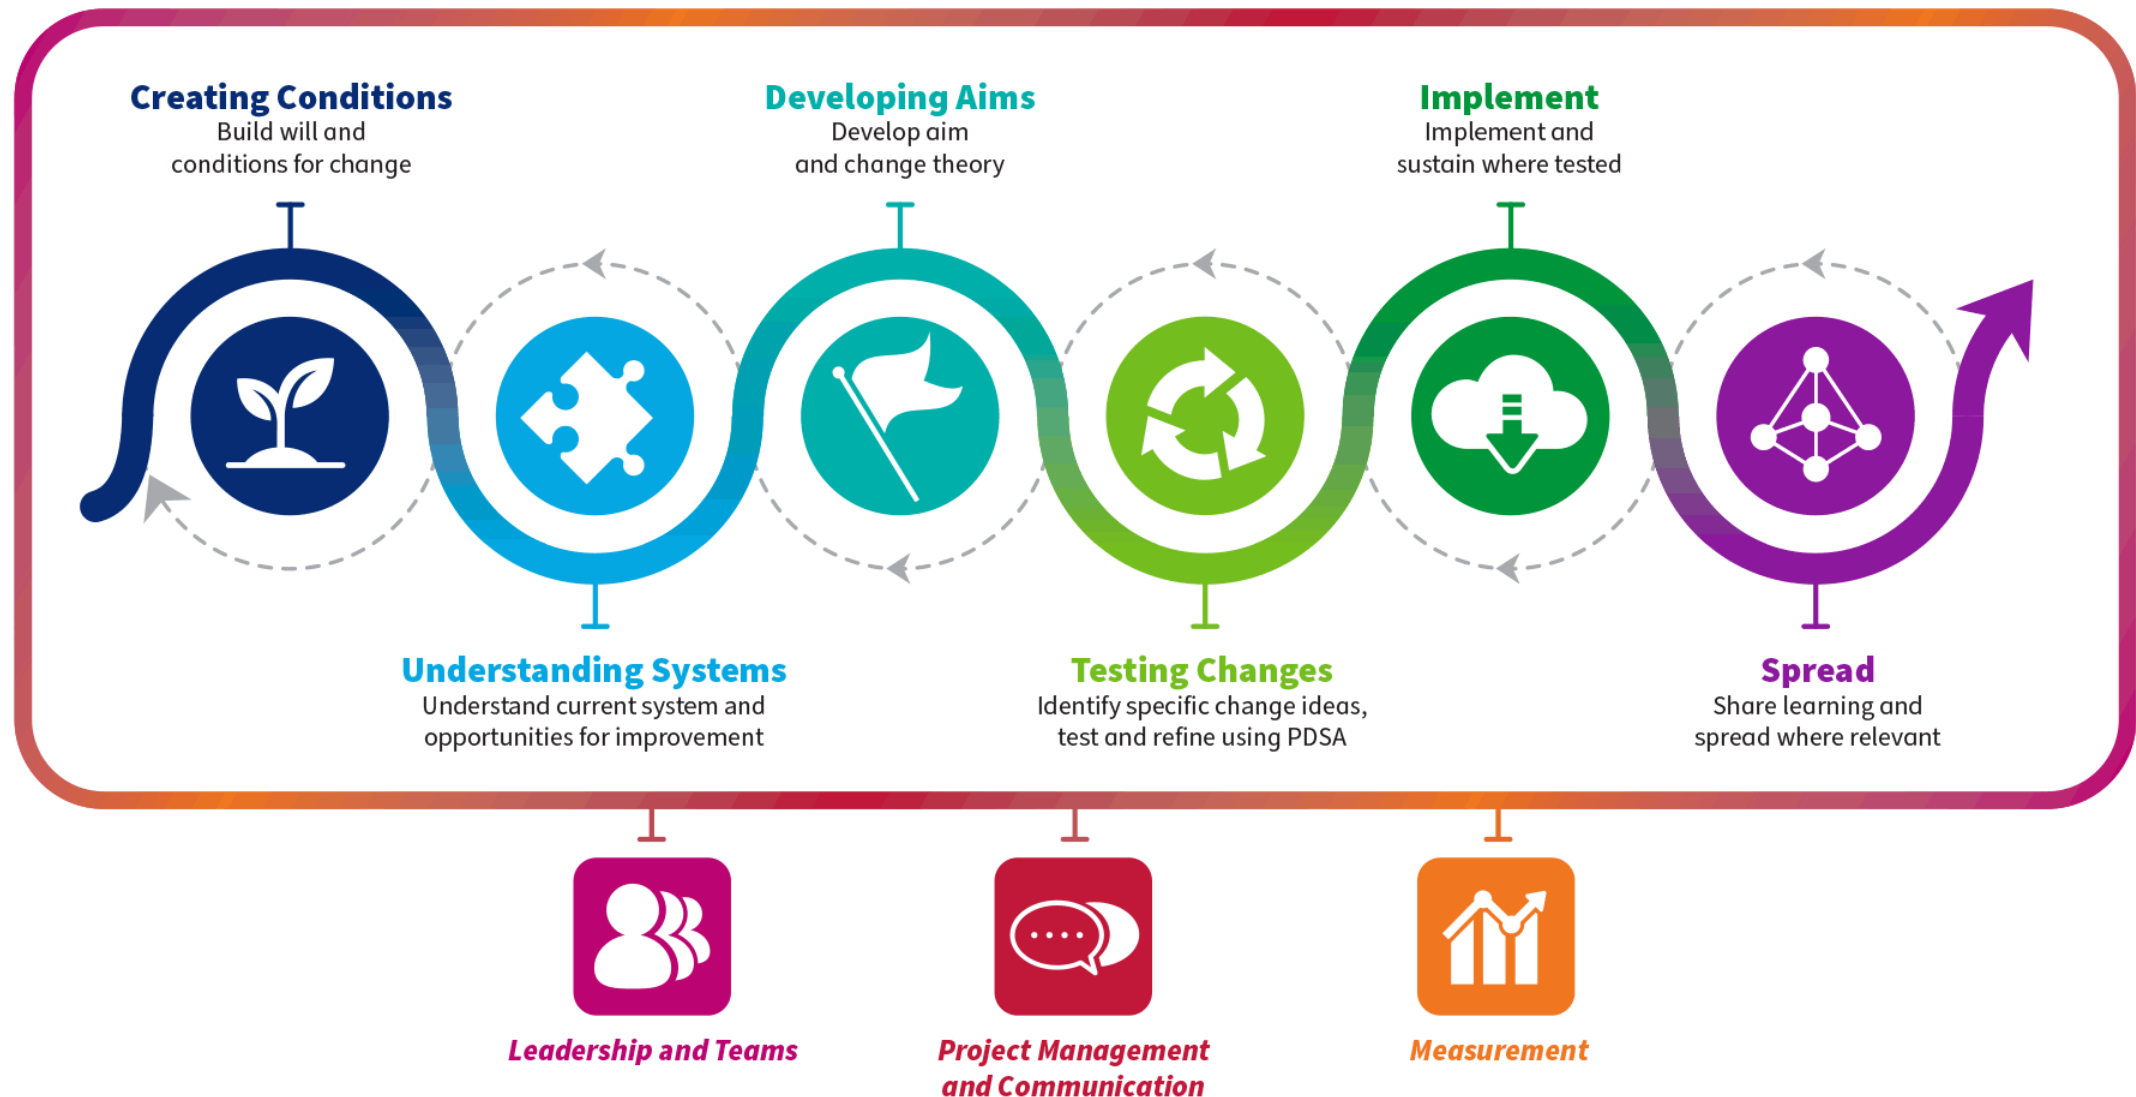 Creating Conditions
Build will and
conditions for change
Developing Aims
Develop aim
and change theory
Implement
Implement and
sustain where tested
Understanding Systems
Understand current system and
opportunities for improvement
Testing Changes
Identify specific change ideas,
test and refine using PDSA
Spread
Share learning and
spread where relevant
Leadership and Teams
Project Management
and Communication
Measurement